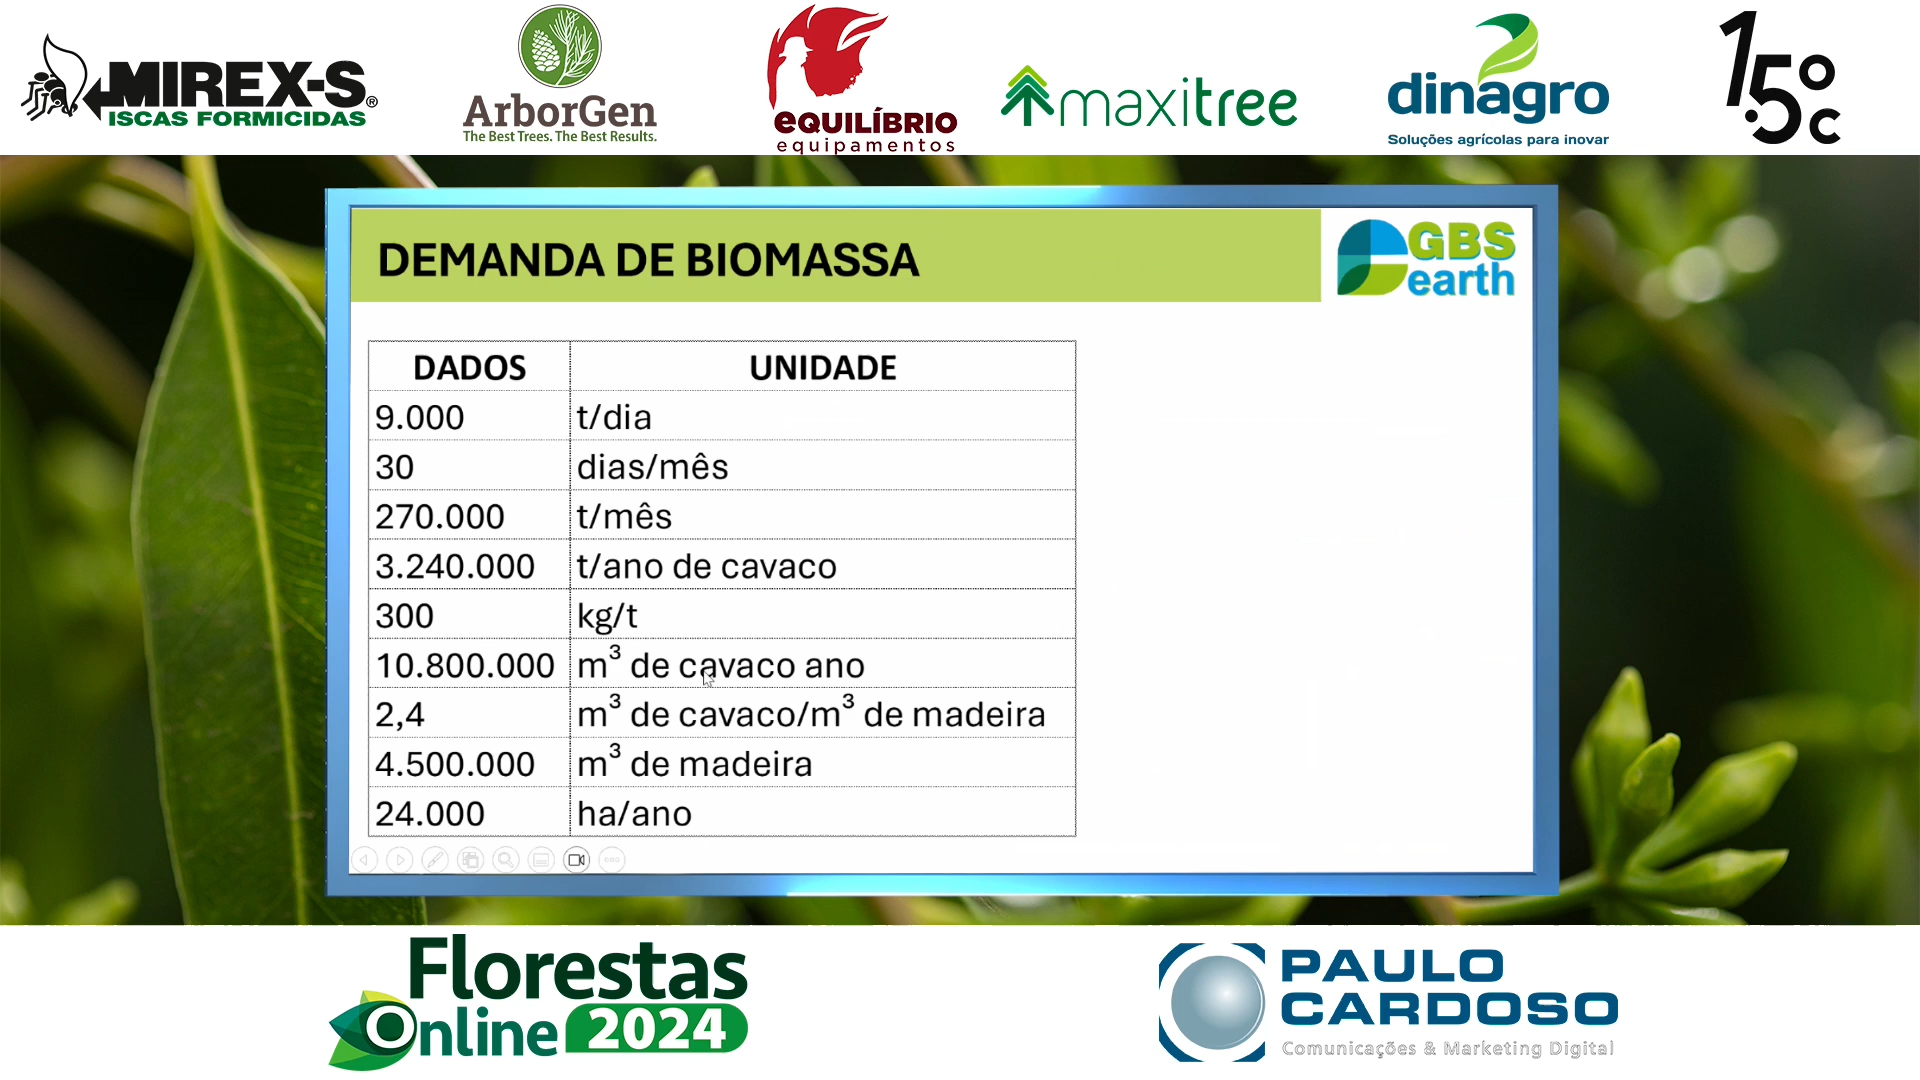 MIREX-S®
ISCAS FORMICIDAS
ArborGen
The Best Trees. The Best Results.
EQUILÍBRIO
equipamentos
maxitree
dinagro
Soluções agrícolas para inovar
1.5ºc
DEMANDA DE BIOMASSA
GBS
earth
DADOS UNIDADE
9.000 t/dia
30 dias/mês
270.000 t/mês
3.240.000 t/ano de cavaco
300 kg/t
10.800.000 m³ de cavaco ano
2,4 m³ de cavaco/m³ de madeira
4.500.000 m³ de madeira
24.000 ha/ano
Florestas
Online 2024
PAULO
CARDOSO
Comunicações & Marketing Digital